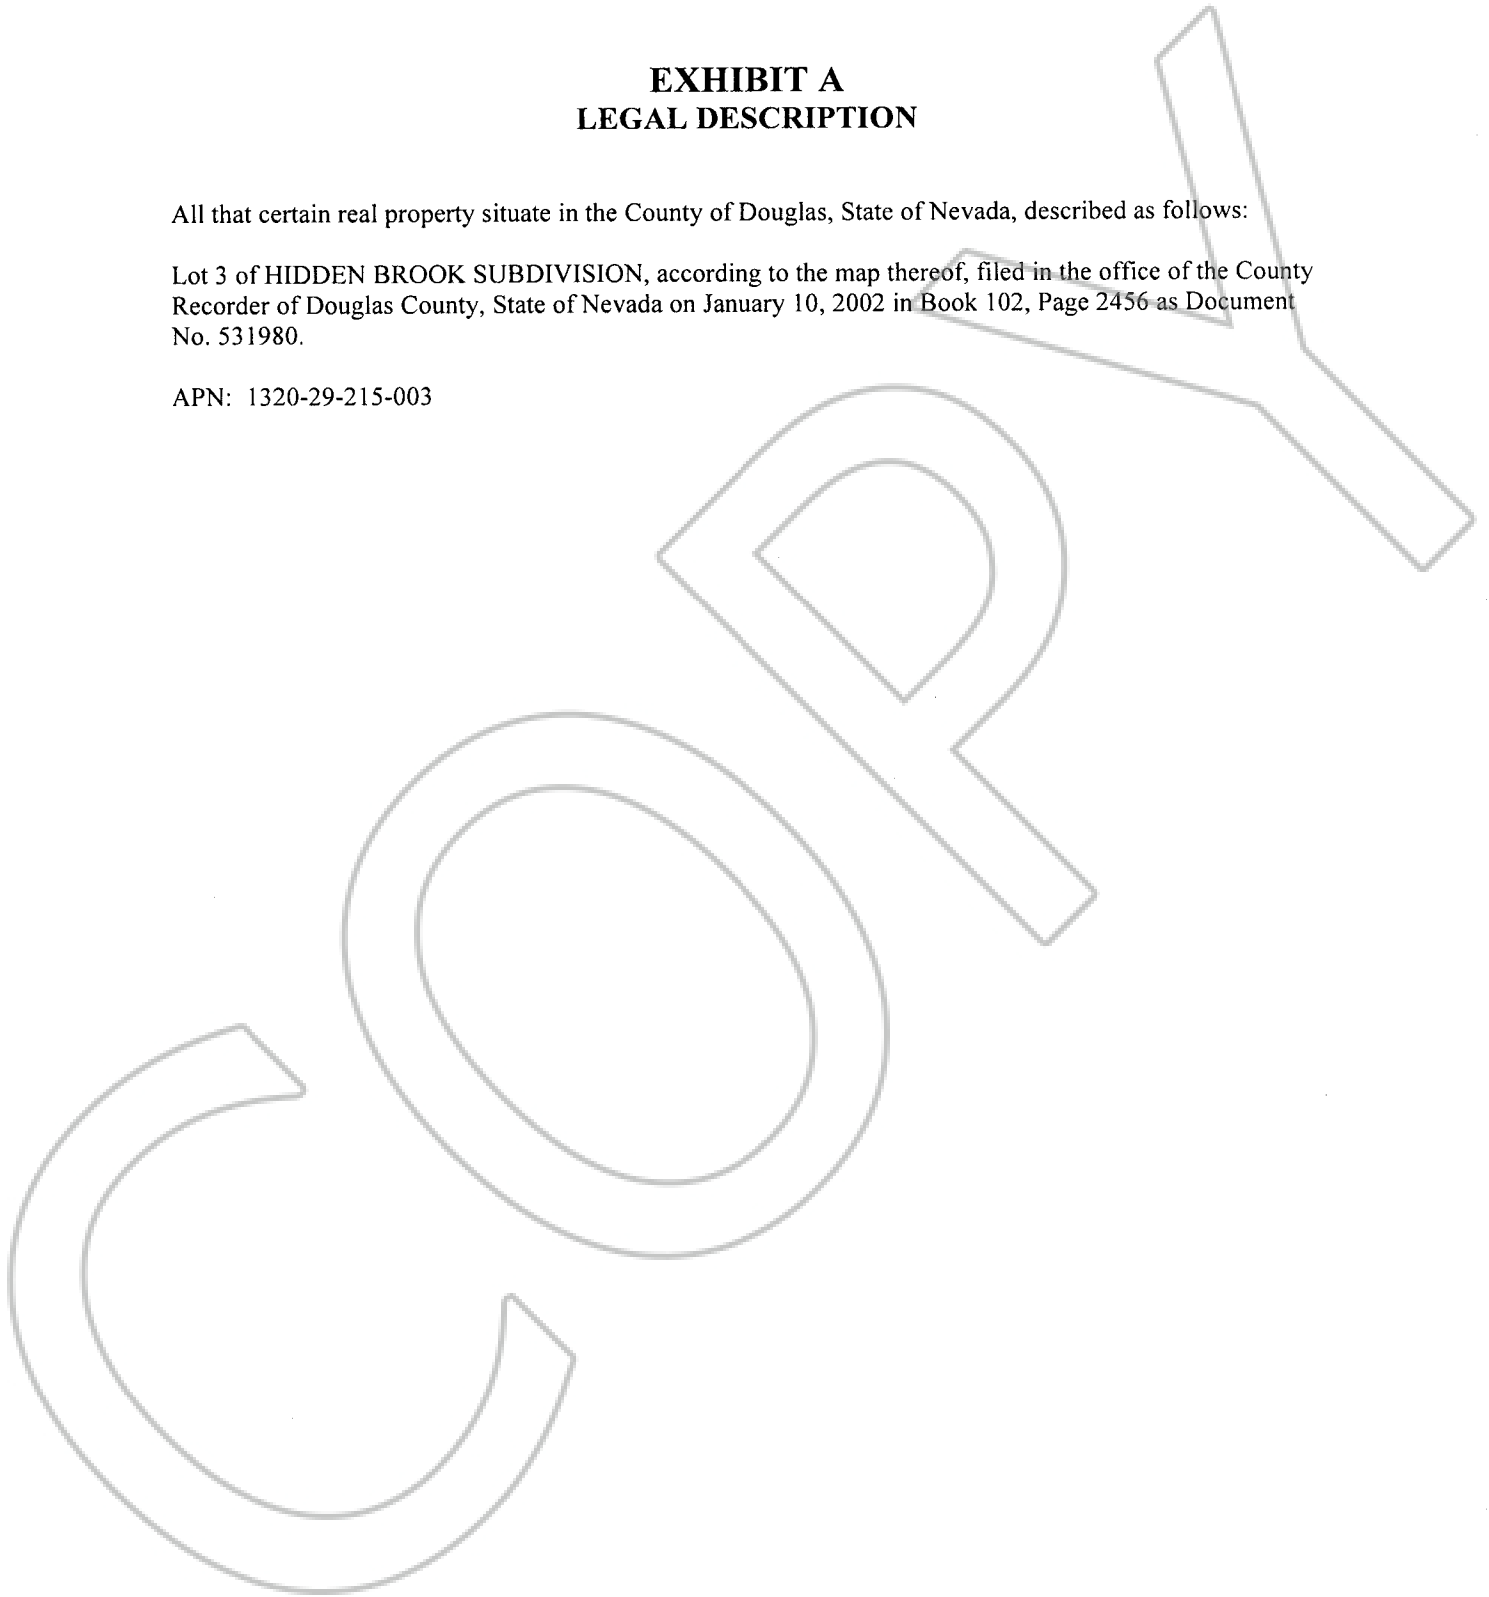 EXHIBIT A
LEGAL DESCRIPTION
All that certain real property situate in the County of Douglas, State of Nevada, described as follows:
Lot 3 of HIDDEN BROOK SUBDIVISION, according to the map thereof, filed in the office of the County
Recorder of Douglas County, State of Nevada on January 10, 2002 in Book 102, Page 2456 as Document
No. 531980.
APN: 1320-29-215-003
COPY